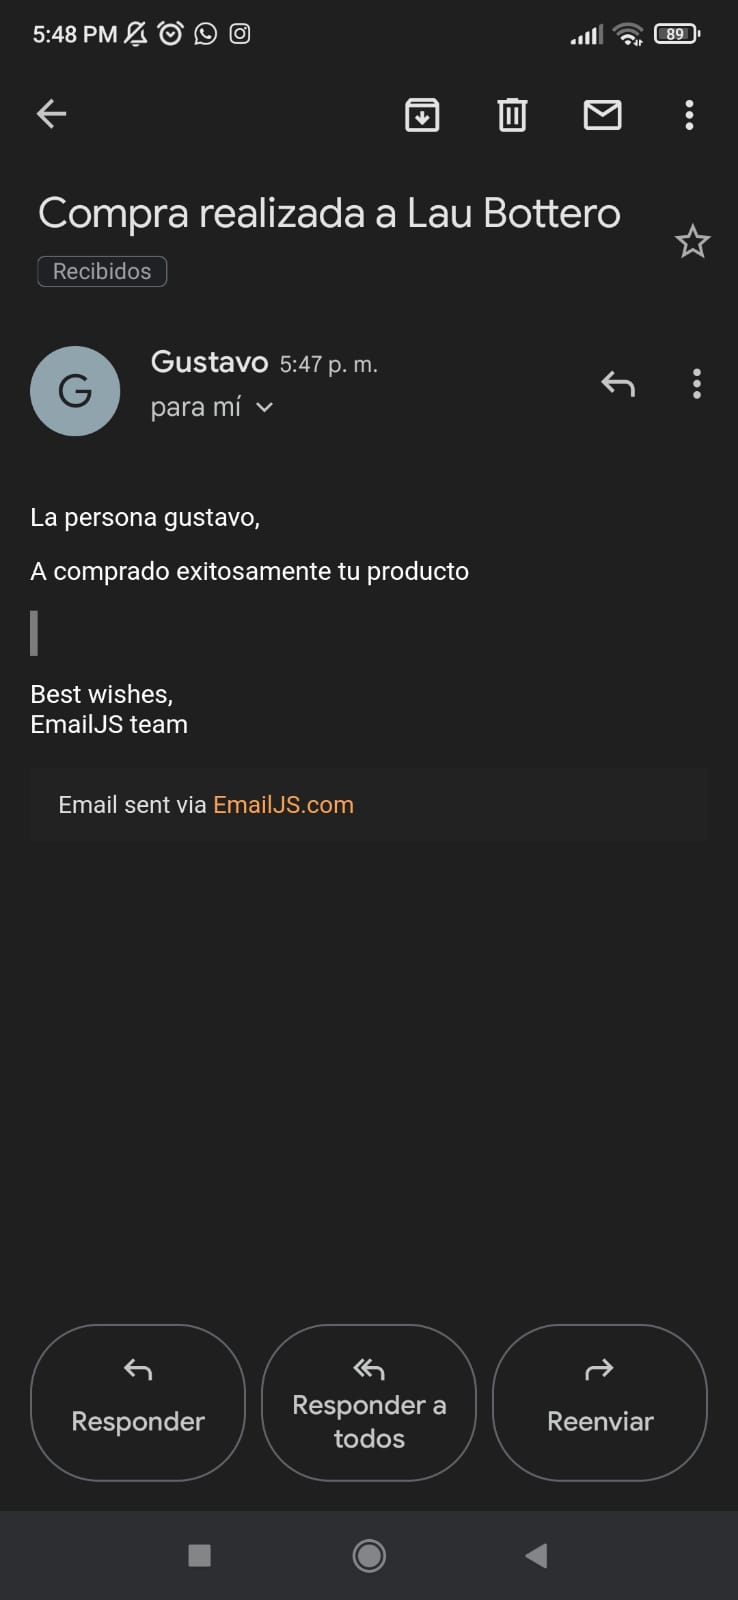 5:48 PM
89
Compra realizada a Lau Bottero
Recibidos
G
Gustavo 5:47 p. m.
para mí
La persona gustavo,
A comprado exitosamente tu producto
Best wishes,
EmailJS team
Email sent via EmailJS.com
Responder
Responder a
todos
Reenviar